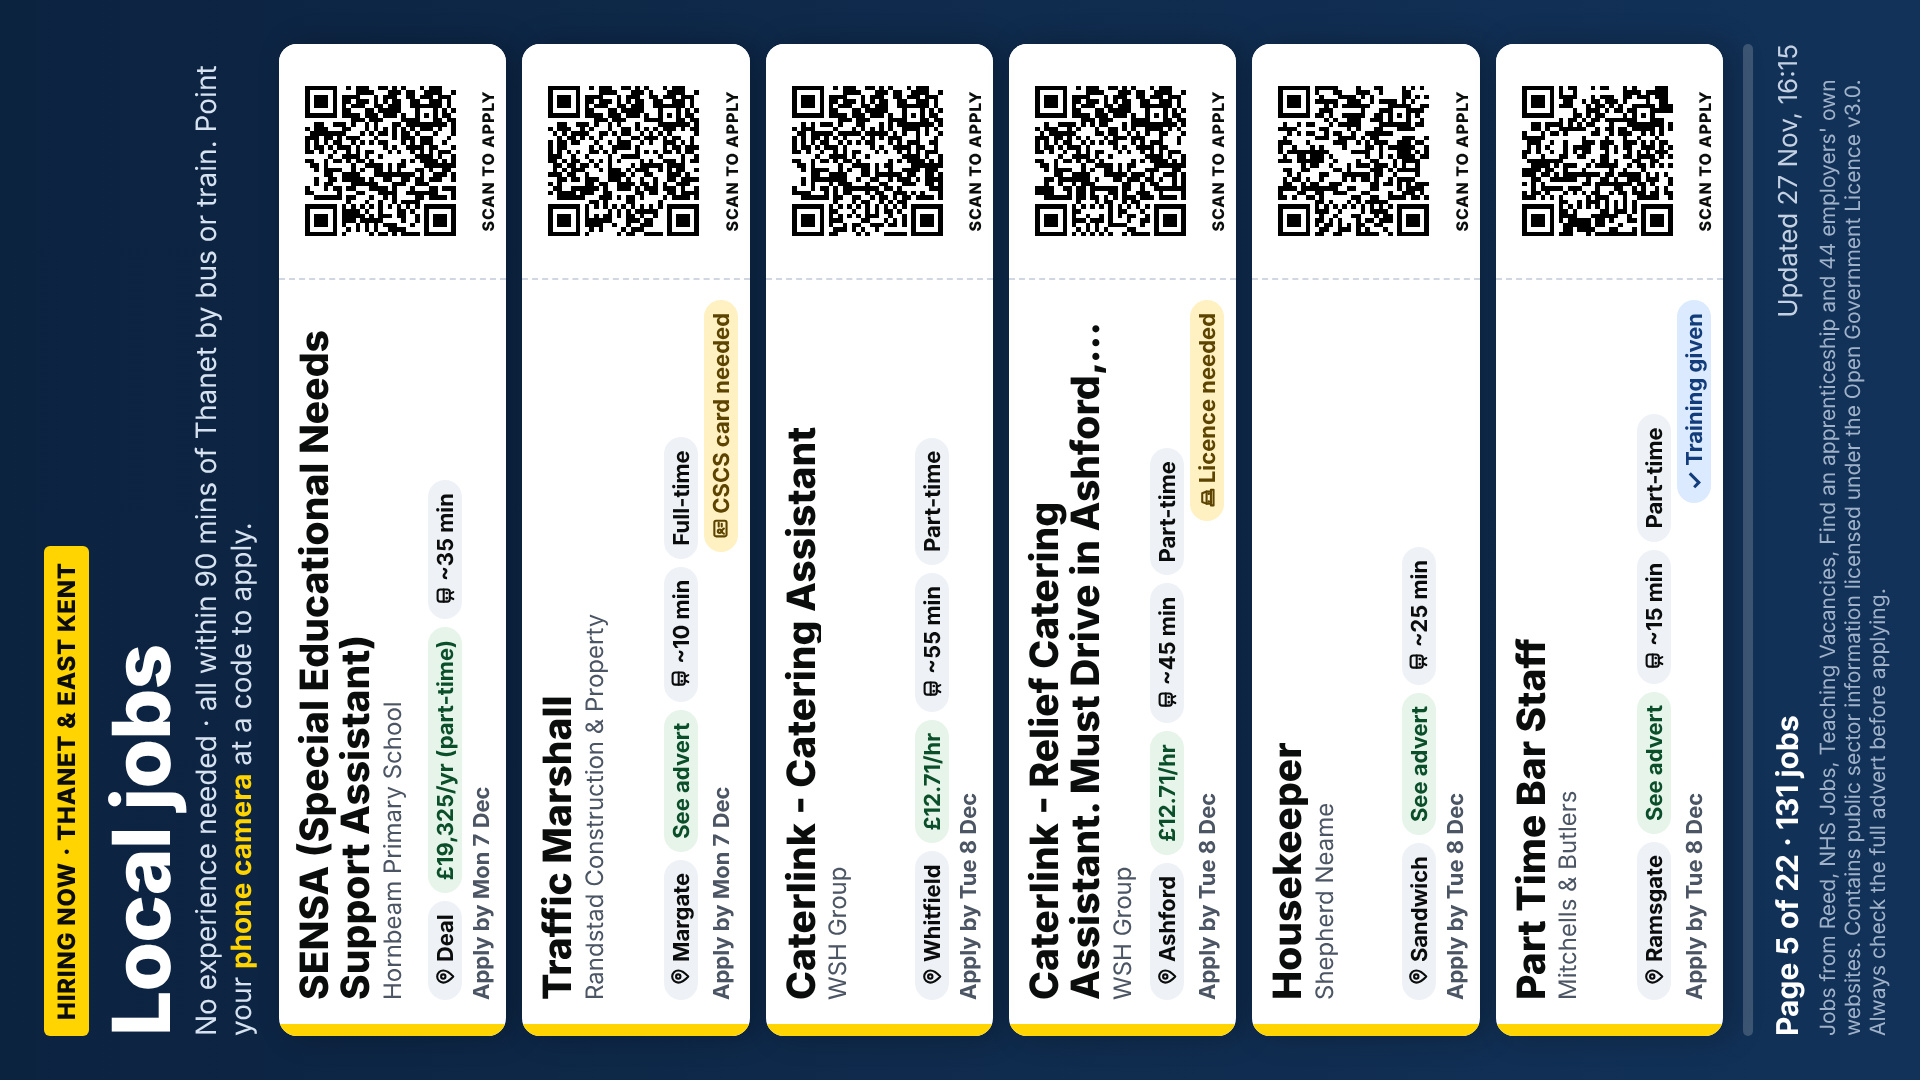 HIRING NOW · THANET & EAST KENT
Local jobs
No experience needed · all within 90 mins of Thanet by bus or train. Point
your phone camera at a code to apply.
SENSA (Special Educational Needs
Support Assistant)
Hornbeam Primary School
Deal £19,325/yr (part-time) ~35 min
Apply by Mon 7 Dec
SCAN TO APPLY
Traffic Marshall
Randstad Construction & Property
Margate See advert ~10 min Full-time
Apply by Mon 7 Dec CSCS card needed
SCAN TO APPLY
Caterlink - Catering Assistant
WSH Group
Whitfield £12.71/hr ~55 min Part-time
Apply by Tue 8 Dec
SCAN TO APPLY
Caterlink - Relief Catering
Assistant. Must Drive in Ashford,...
WSH Group
Ashford £12.71/hr ~45 min Part-time
Apply by Tue 8 Dec Licence needed
SCAN TO APPLY
Housekeeper
Shepherd Neame
Sandwich See advert ~25 min
Apply by Tue 8 Dec
SCAN TO APPLY
Part Time Bar Staff
Mitchells & Butlers
Ramsgate See advert ~15 min Part-time
Apply by Tue 8 Dec Training given
SCAN TO APPLY
Page 5 of 22 · 131 jobs Updated 27 Nov, 16:15
Jobs from Reed, NHS Jobs, Teaching Vacancies, Find an apprenticeship and 44 employers' own
websites. Contains public sector information licensed under the Open Government Licence v3.0.
Always check the full advert before applying.